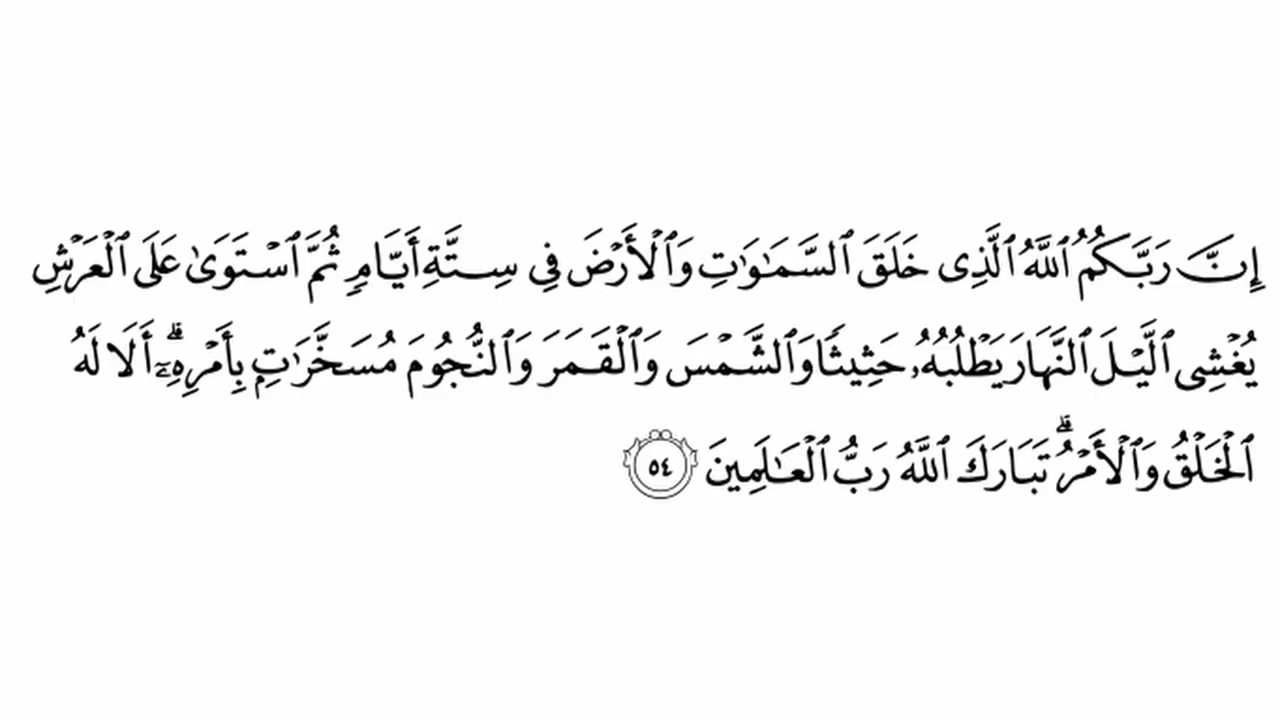 إِنَّ رَبَّكُمُ ٱللَّهُ ٱلَّذِى خَلَقَ ٱلسَّمَـٰوَٰتِ وَٱلْأَرْضَ فِى سِتَّةِ أَيَّامٍ ثُمَّ ٱسْتَوَىٰ عَلَى ٱلْعَرْشِ
يُغْشِى ٱلَّيْلَ ٱلنَّهَارَ يَطْلُبُهُۥ حَثِيثًا وَٱلشَّمْسَ وَٱلْقَمَرَ وَٱلنُّجُومَ مُسَخَّرَٰتٍۭ بِأَمْرِهِۦٓ ۗ أَلَا لَهُ
ٱلْخَلْقُ وَٱلْأَمْرُ ۗ تَبَارَكَ ٱللَّهُ رَبُّ ٱلْعَـٰلَمِينَ ٥٤